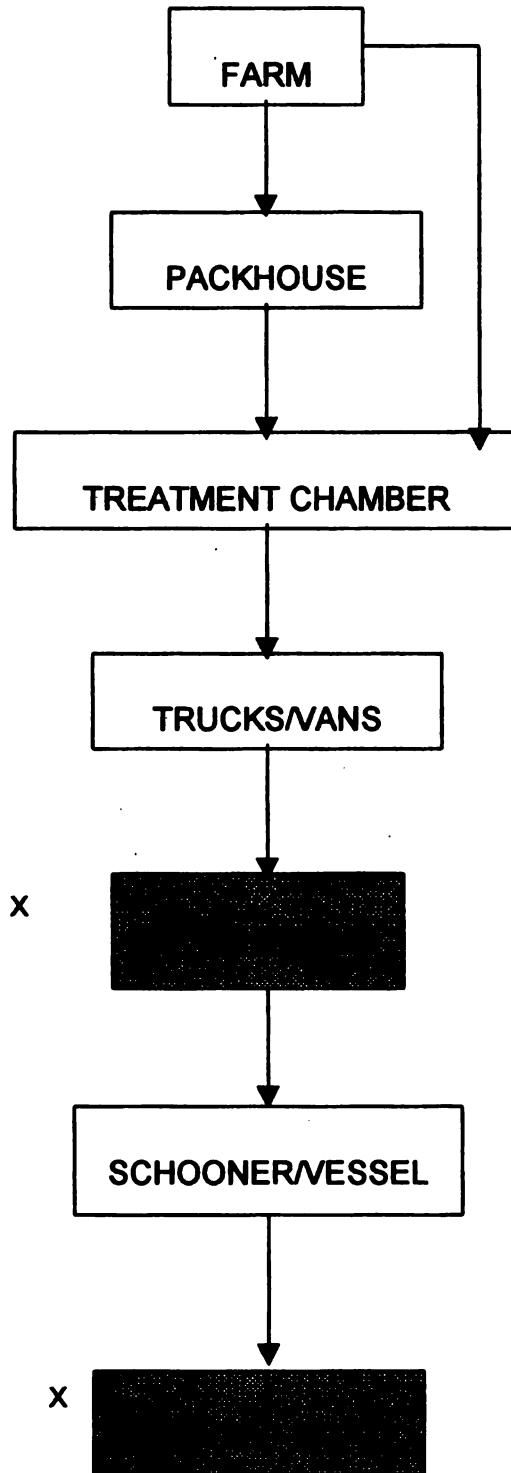 FARM
PACKHOUSE
TREATMENT CHAMBER
TRUCKS/VANS
X
SCHOONER/VESSEL
X